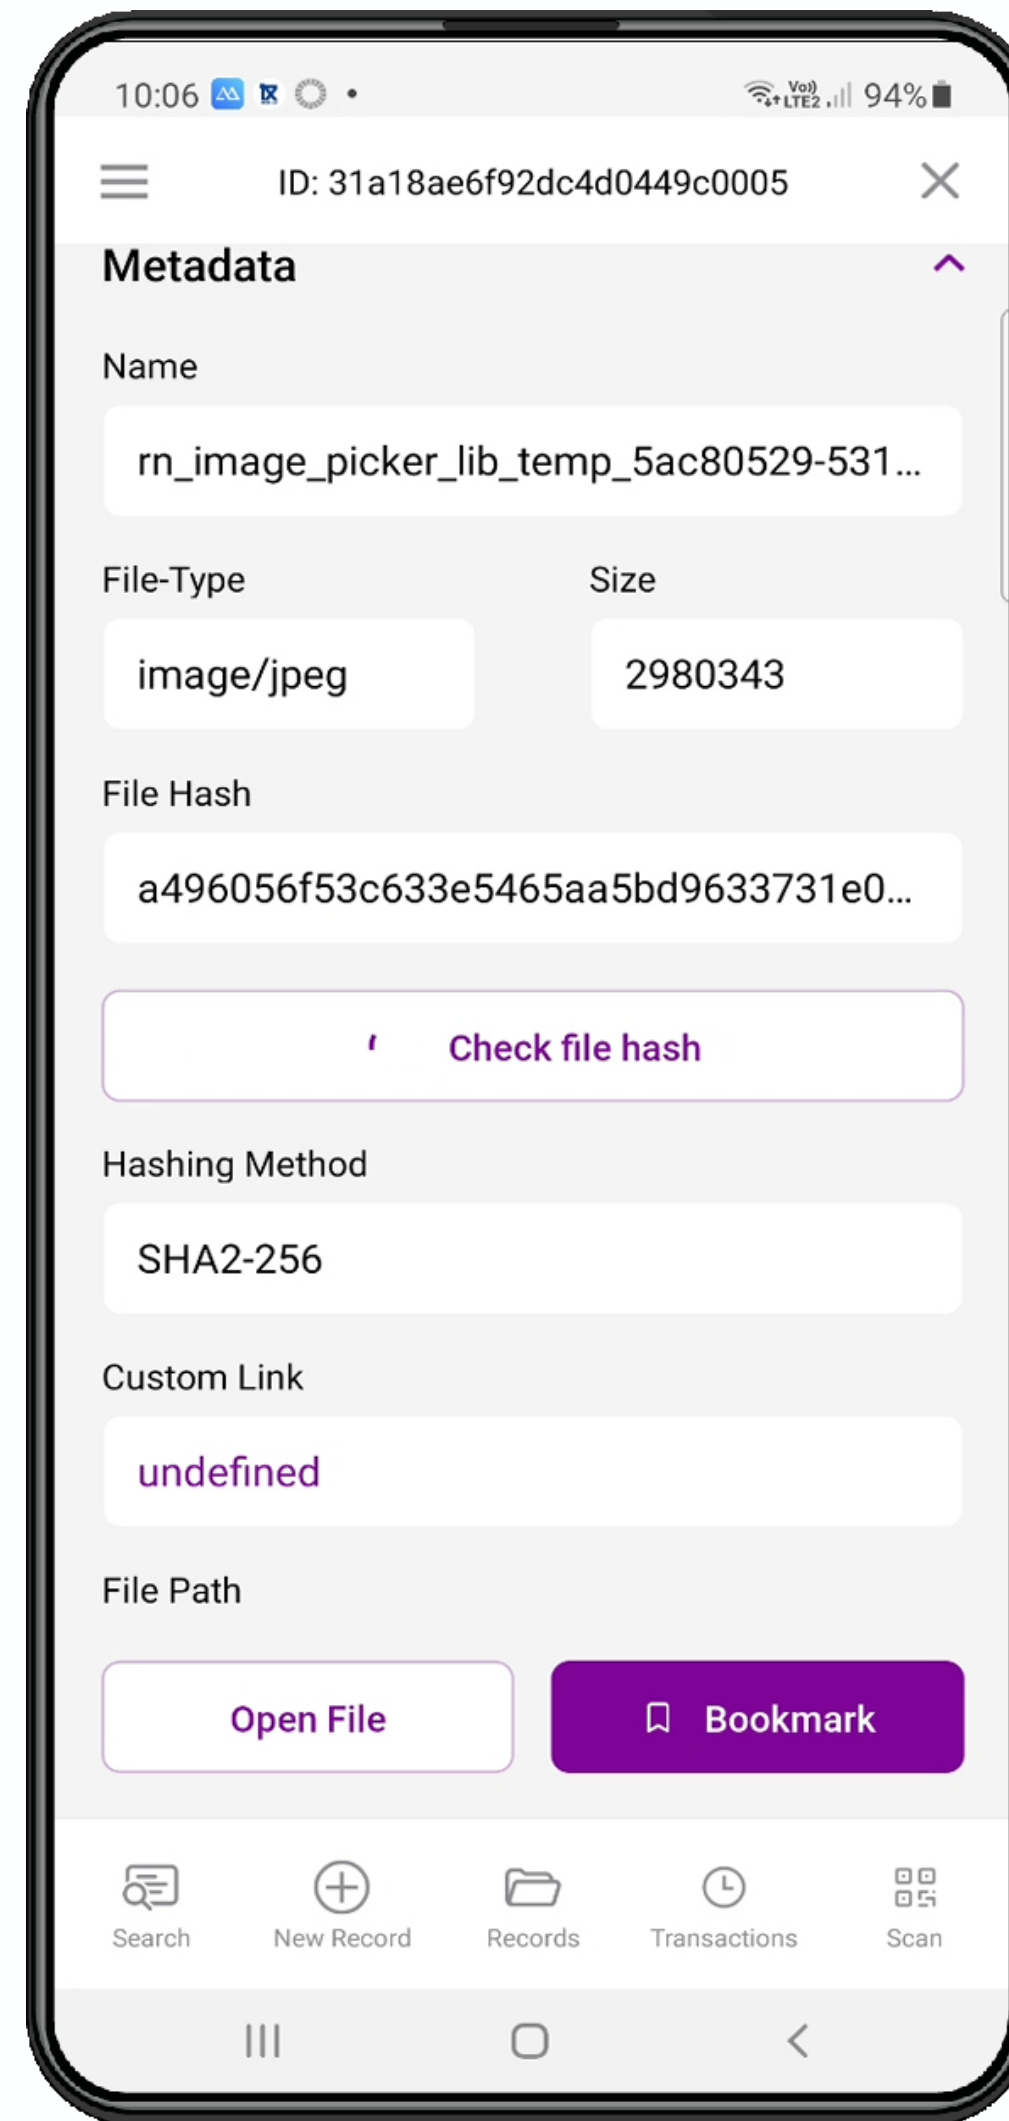 10:06
Vo))
LTE2
94%
ID: 31a18ae6f92dc4d0449c0005
Metadata
Name
rn_image_picker_lib_temp_5ac80529-531...
File-Type
Size
image/jpeg
2980343
File Hash
a496056f53c633e5465aa5bd9633731e0...
Check file hash
Hashing Method
SHA2-256
Custom Link
undefined
File Path
Open File
Bookmark
Search
New Record
Records
Transactions
Scan